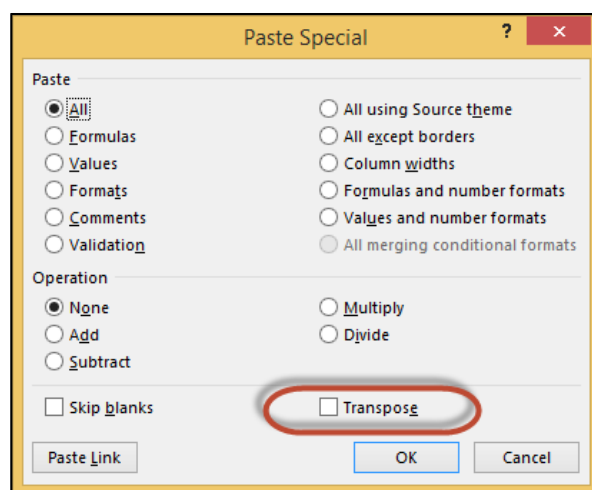 Paste Special ? ×
Paste
All
All using Source theme
Formulas
All except borders
Values
Column widths
Formats
Formulas and number formats
Comments
Values and number formats
Validation
All merging conditional formats
Operation
None
Multiply
Add
Divide
Subtract
Skip blanks
Transpose
Paste Link
OK
Cancel